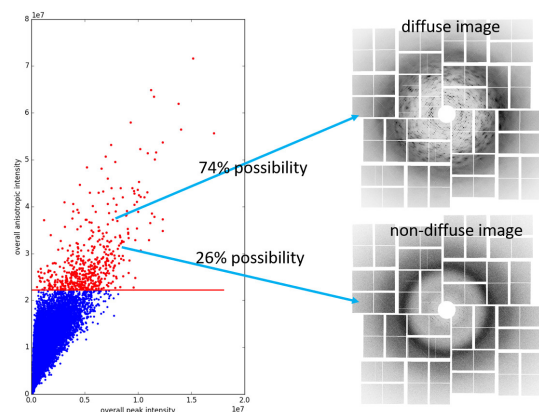 1e7
8
7
6
5
4
3
2
1
0
overall anisotropic intensity
0.0
0.5
1.0
1.5
2.0
1e7
overall peak intensity
74% possibility
26% possibility
diffuse image
non-diffuse image